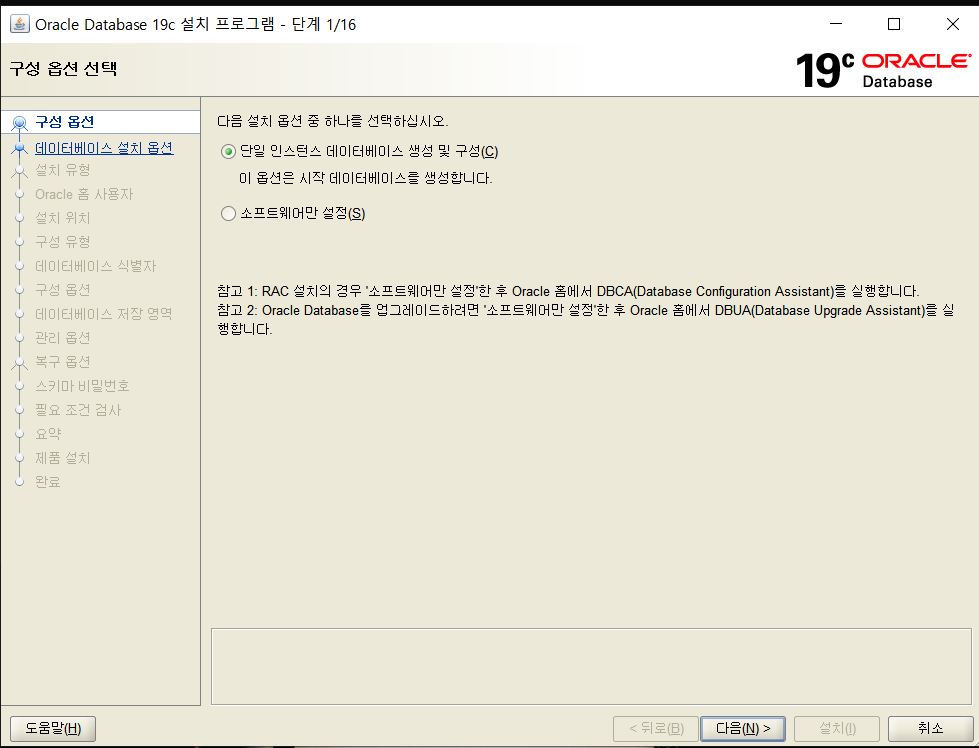 Oracle Database 19c 설치 프로그램 - 단계 1/16
구성 옵션 선택
19c ORACLE
Database
구성 옵션
데이터베이스 설치 옵션
설치 유형
Oracle 홈 사용자
설치 위치
구성 유형
데이터베이스 식별자
구성 옵션
데이터베이스 저장 영역
관리 옵션
복구 옵션
스키마 비밀번호
필요 조건 검사
요약
제품 설치
완료
다음 설치 옵션 중 하나를 선택하십시오.
단일 인스턴스 데이터베이스 생성 및 구성(C)
이 옵션은 시작 데이터베이스를 생성합니다.
소프트웨어만 설정(S)
참고 1: RAC 설치의 경우 '소프트웨어만 설정'한 후 Oracle 홈에서 DBCA(Database Configuration Assistant)를 실행합니다.
참고 2: Oracle Database를 업그레이드하려면 '소프트웨어만 설정'한 후 Oracle 홈에서 DBUA(Database Upgrade Assistant)를 실
행합니다.
도움말(H)
< 뒤로(B)
다음(N) >
설치(I)
취소